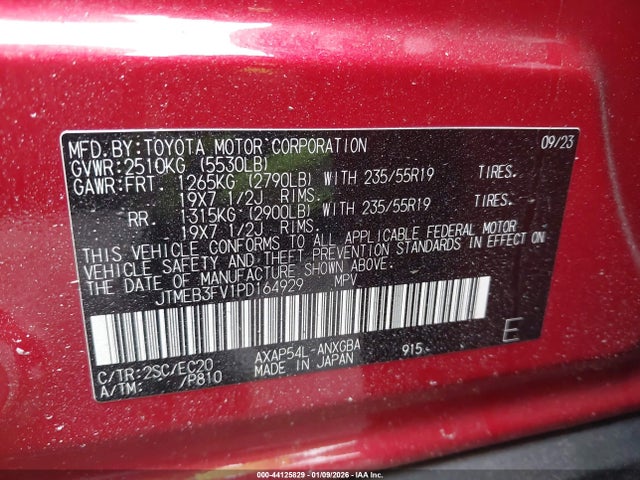 MFD.BY:TOYOTA MOTOR CORPORATION 09/23
GVWR:2510KG (5530LB)
GAWR:FRT. 1265KG (2790LB) WITH 235/55R19 TIRES.
19X7 1/2J RIMS.
RR. 1315KG (2900LB) WITH 235/55R19 TIRES.
19X7 1/2J RIMS.
THIS VEHICLE CONFORMS TO ALL APPLICABLE FEDERAL MOTOR
VEHICLE SAFETY AND THEFT PREVENTION STANDARDS IN EFFECT ON
THE DATE OF MANUFACTURE SHOWN ABOVE.
JTMEB3FV1PD164929 MPV
C/TR:2SC/EC20 AXAP54L-ANXGBA 915-
A/TM: -/P810 MADE IN JAPAN
E
000-44125829 - 01/09/2026 - IAA Inc.